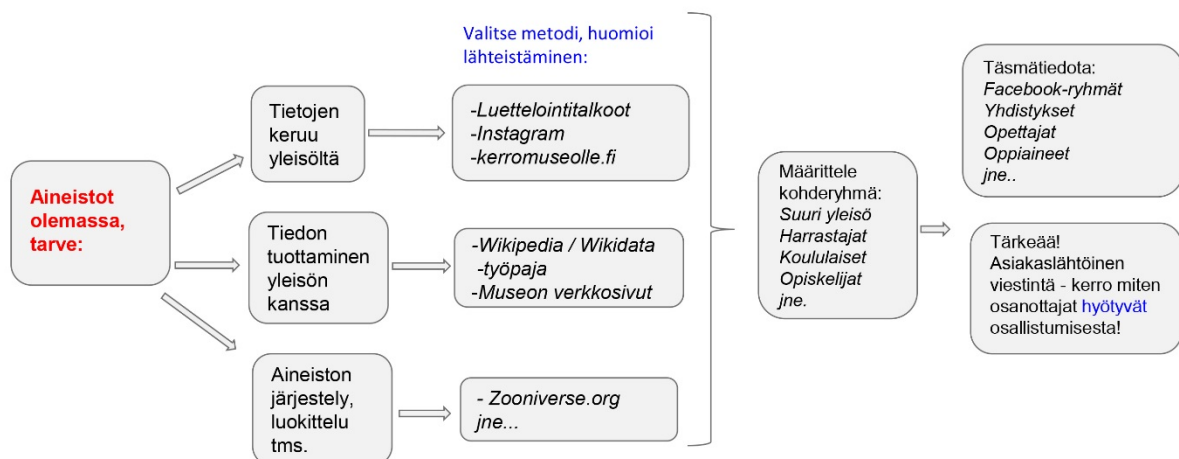 Aineistot
olemassa,
tarve:
Tietojen
keruu
yleisöltä
Tiedon
tuottaminen
yleisön
kanssa
Aineiston
järjestely,
luokittelu
tms.
Valitse metodi, huomioi
lähteistäminen:
-Luettelointitalkoot
-Instagram
-kerromuseolle.fi
-Wikipedia / Wikidata
-työpaja
-Museon verkkosivut
- Zooniverse.org
jne...
Määrittele
kohderyhmä:
Suuri yleisö
Harrastajat
Koululaiset
Opiskelijat
jne.
Täsmätiedota:
Facebook-ryhmät
Yhdistykset
Opettajat
Oppiaineet
jne..
Tärkeää!
Asiakaslähtöinen
viestintä - kerro miten
osanottajat hyötyvät
osallistumisesta!